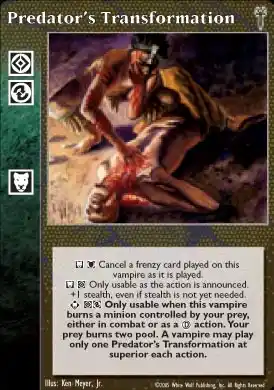 Predator's Transformation
Cancel a frenzy card played on this
vampire as it is played.
Only usable as the action is announced.
+1 stealth, even if stealth is not yet needed.
Only usable when this vampire
burns a minion controlled by your prey,
either in combat or as a D action. Your
prey burns two pool. A vampire may play
only one Predator's Transformation at
superior each action.
Illus: Ken Meyer, Jr.
©2005 White Wolf Publishing, Inc. All Rights Reserved.